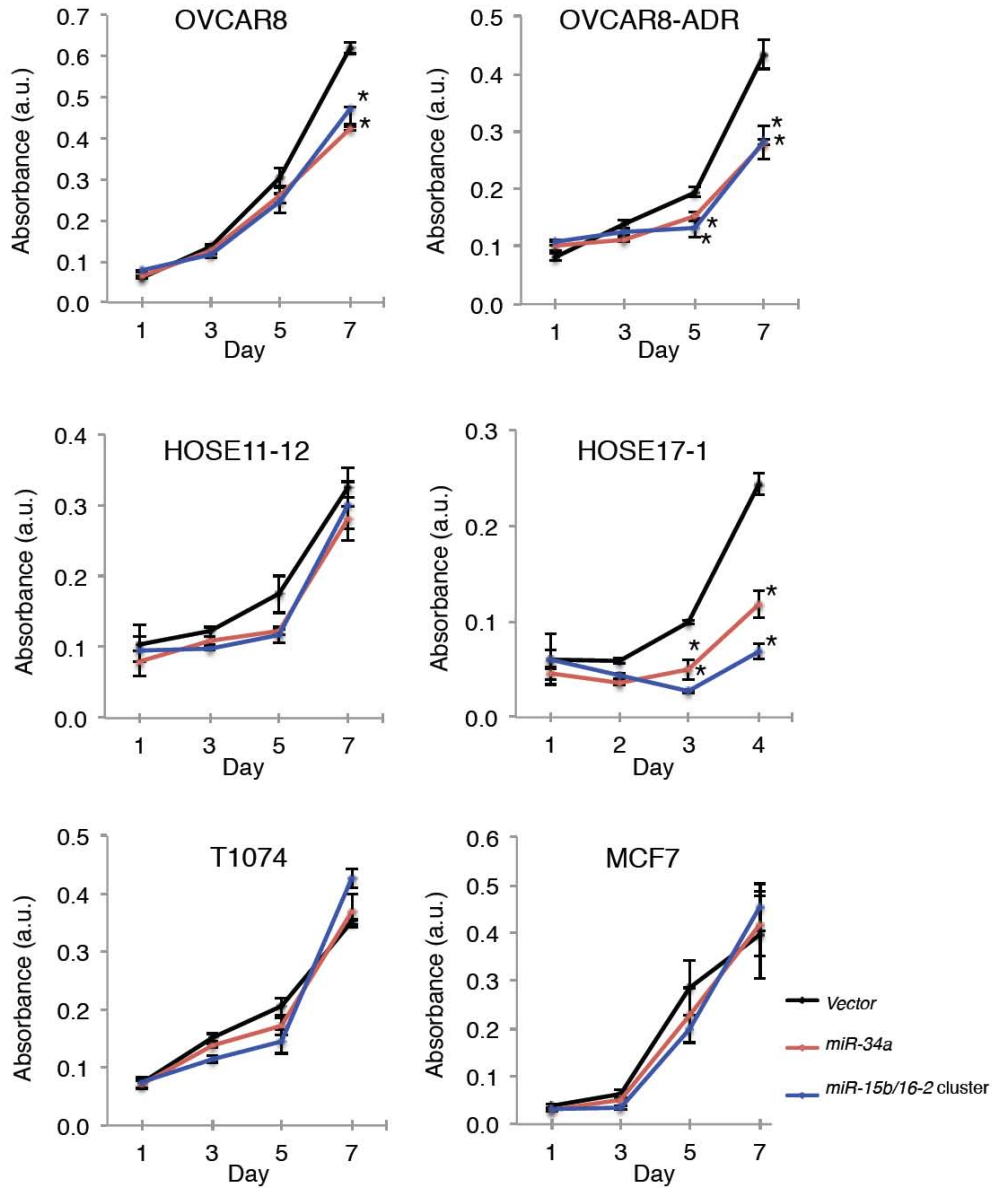 OVCAR8
Absorbance (a.u.)
0.7
0.6
0.5
0.4
0.3
0.2
0.1
0.0
*
*
1 3 5 7
Day
OVCAR8-ADR
Absorbance (a.u.)
0.5
0.4
0.3
0.2
0.1
0.0
*
*
*
*
1 3 5 7
Day
HOSE11-12
Absorbance (a.u.)
0.4
0.3
0.2
0.1
0.0
1 3 5 7
Day
HOSE17-1
Absorbance (a.u.)
0.3
0.2
0.1
0.0
*
*
*
*
1 2 3 4
Day
T1074
Absorbance (a.u.)
0.5
0.4
0.3
0.2
0.1
0.0
1 3 5 7
Day
MCF7
Absorbance (a.u.)
0.6
0.5
0.4
0.3
0.2
0.1
0.0
1 3 5 7
Day
Vector
miR-34a
miR-15b/16-2 cluster